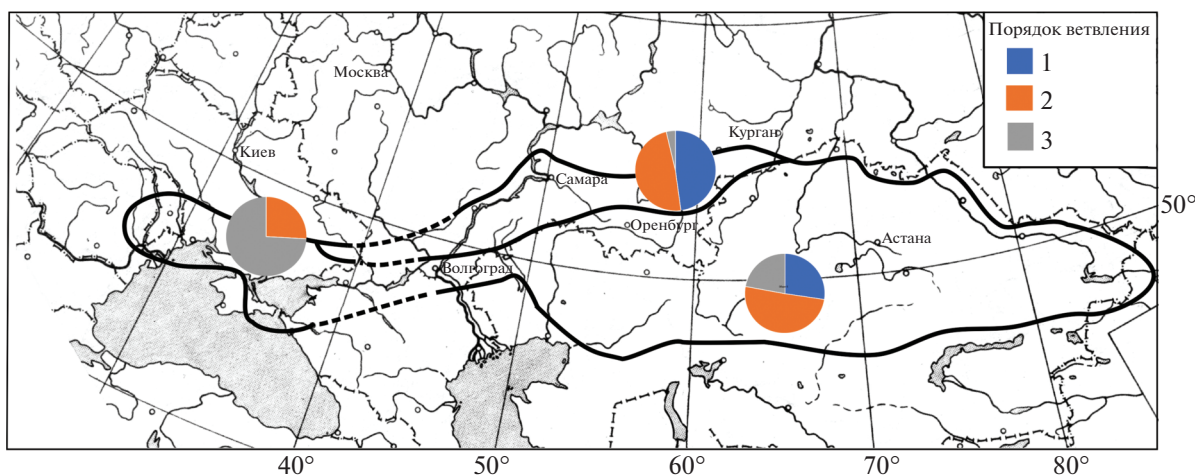 Порядок ветвления
1
2
3
Москва
Курган
Киев
Самара
50°
Оренбург
Астана
Волгоград
40°
50°
60°
70°
80°